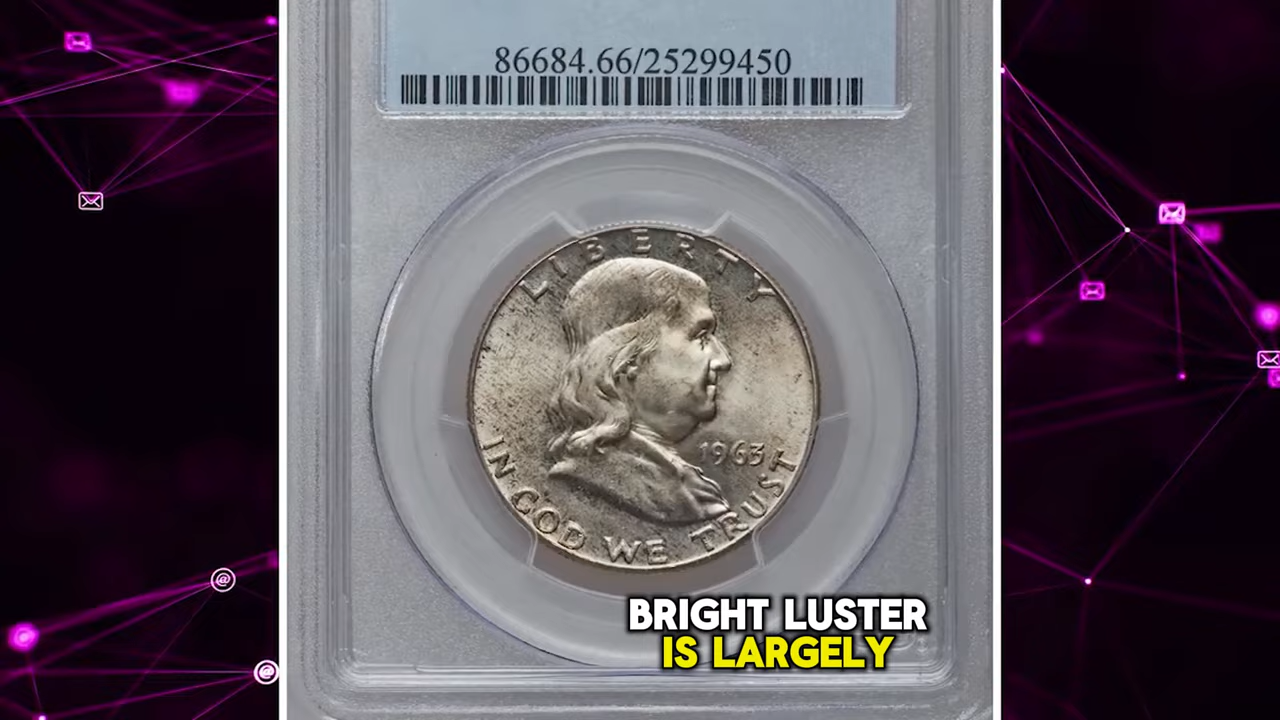 86684.66/25299450
LIBERTY
1963
IN GOD WE TRUST
BRIGHT LUSTER
IS LARGELY